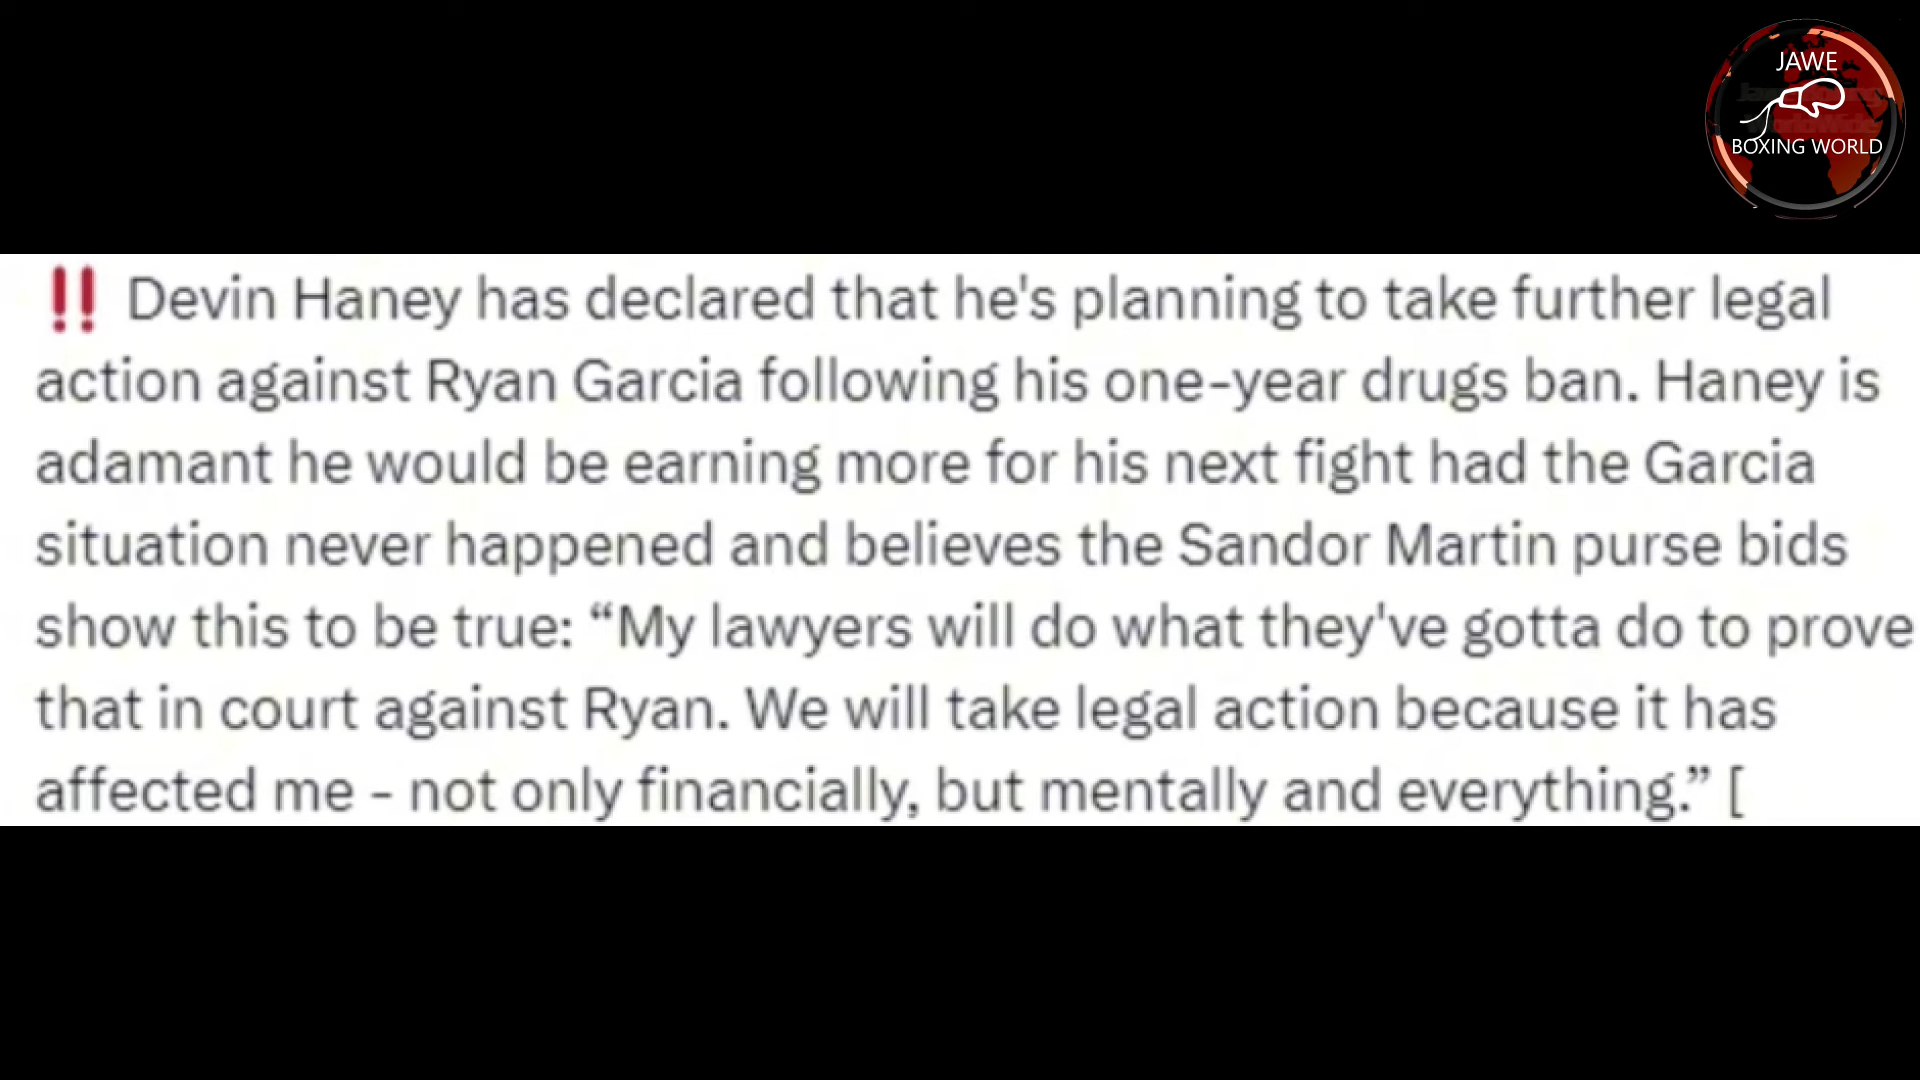 JAWE
BOXING WORLD
‼ Devin Haney has declared that he's planning to take further legal
action against Ryan Garcia following his one-year drugs ban. Haney is
adamant he would be earning more for his next fight had the Garcia
situation never happened and believes the Sandor Martin purse bids
show this to be true: “My lawyers will do what they've gotta do to prove
that in court against Ryan. We will take legal action because it has
affected me - not only financially, but mentally and everything.” [